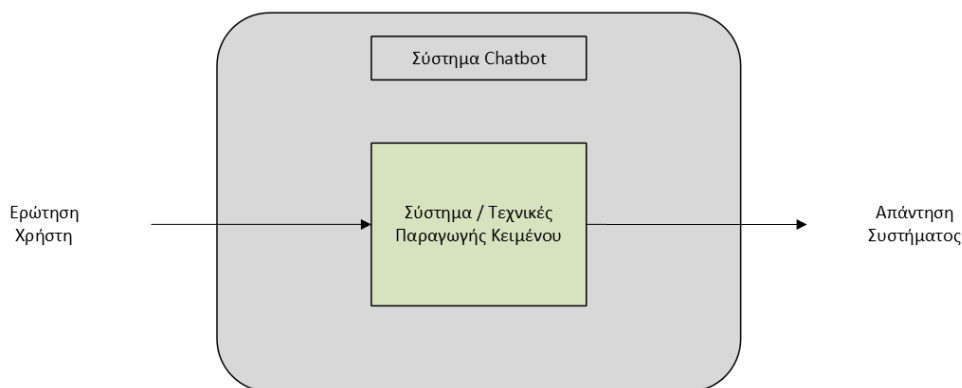 Σύστημα Chatbot
Ερώτηση
Χρήστη
Σύστημα / Τεχνικές
Παραγωγής Κειμένου
Απάντηση
Συστήματος